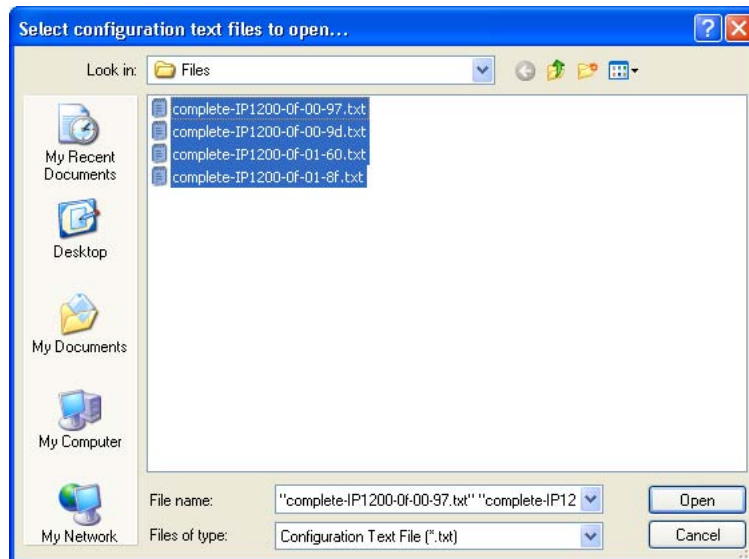 Select configuration text files to open...
Look in: Files
complete-IP1200-0f-00-97.txt
complete-IP1200-0f-00-9d.txt
complete-IP1200-0f-01-60.txt
complete-IP1200-0f-01-8f.txt
My Recent
Documents
Desktop
My Documents
My Computer
My Network
File name: "complete-IP1200-0f-00-97.txt" "complete-IP12
Open
Files of type: Configuration Text File (*.txt)
Cancel